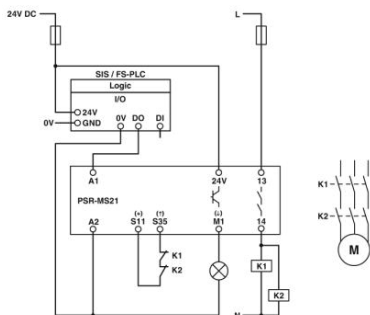 24V DC
L
SIS / FS-PLC
Logic
I/O
24V
0V GND
0V DO DI
A1 24V 13
PSR-MS21
(+) (↑) (↓)
A2 S11 S35 M1 14
K1
K2
K1
K2
N
K1
K2
M